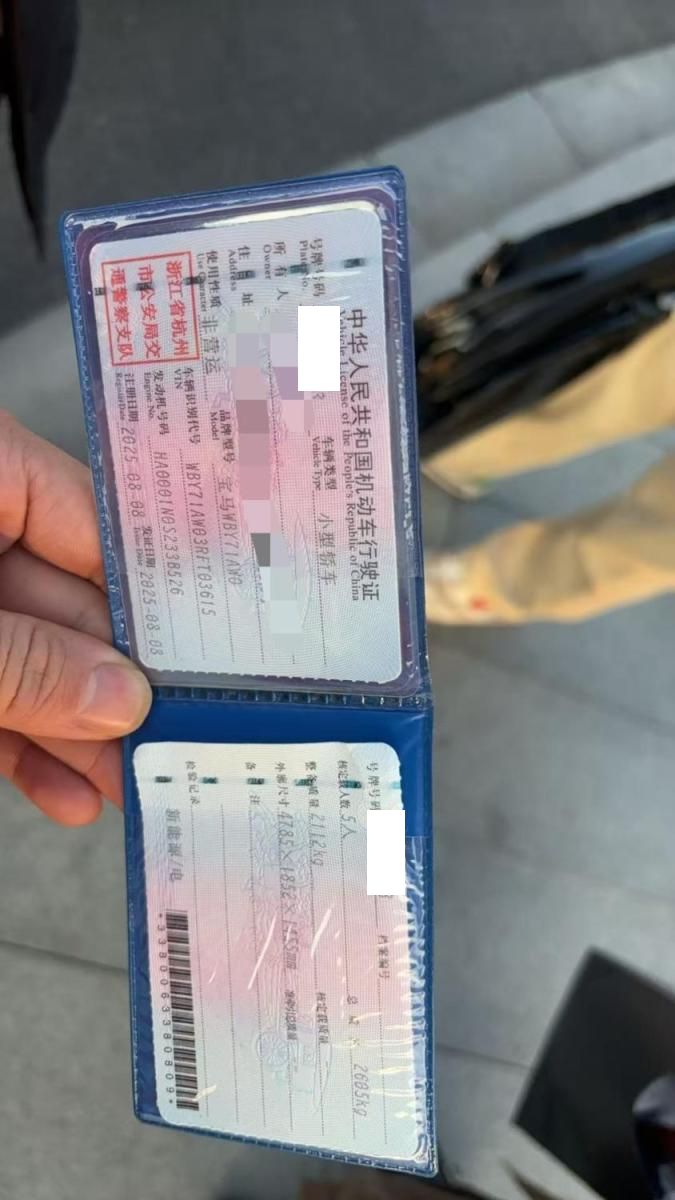 中华人民共和国机动车行驶证
Vehicle License of the People's Republic of China
号牌号码
Plate No.
车辆类型 小型轿车
Vehicle Type
所有人
Owner
住址
Address
使用性质 非营运
Use Character
品牌型号 宝马WBY71AW0
Model
浙江省杭州
市公安局交
通警察支队
车辆识别代号 WBY71AW03RFT03615
VIN
发动机号码 HA0001N0S2338526
Engine No.
注册日期 2025-08-08
Register Date
发证日期 2025-08-08
Issue Date
号牌号码
档案编号
核定载人数 5人
总质量 2605kg
整备质量 2112kg
核定载质量
外廓尺寸 4785×1852×1455mm
准牵引总质量
备注
检验记录
新能源/电
*3380063380809*